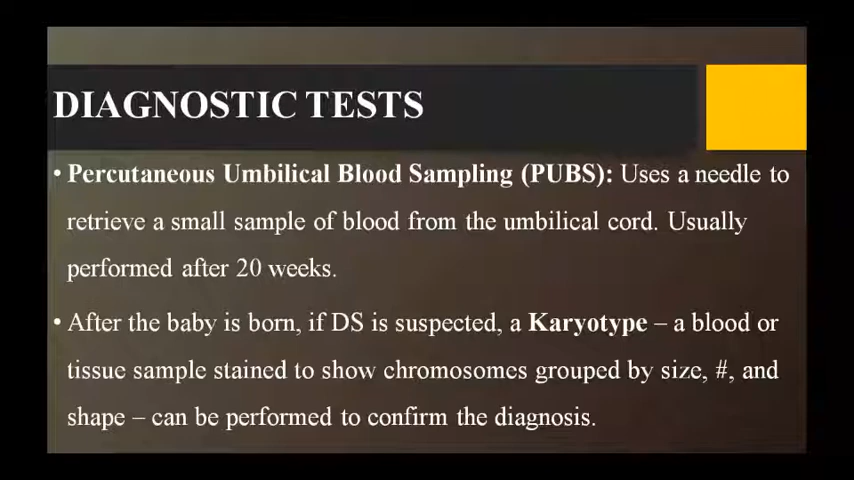 DIAGNOSTIC TESTS
• Percutaneous Umbilical Blood Sampling (PUBS): Uses a needle to
retrieve a small sample of blood from the umbilical cord. Usually
performed after 20 weeks.
• After the baby is born, if DS is suspected, a Karyotype – a blood or
tissue sample stained to show chromosomes grouped by size, #, and
shape – can be performed to confirm the diagnosis.